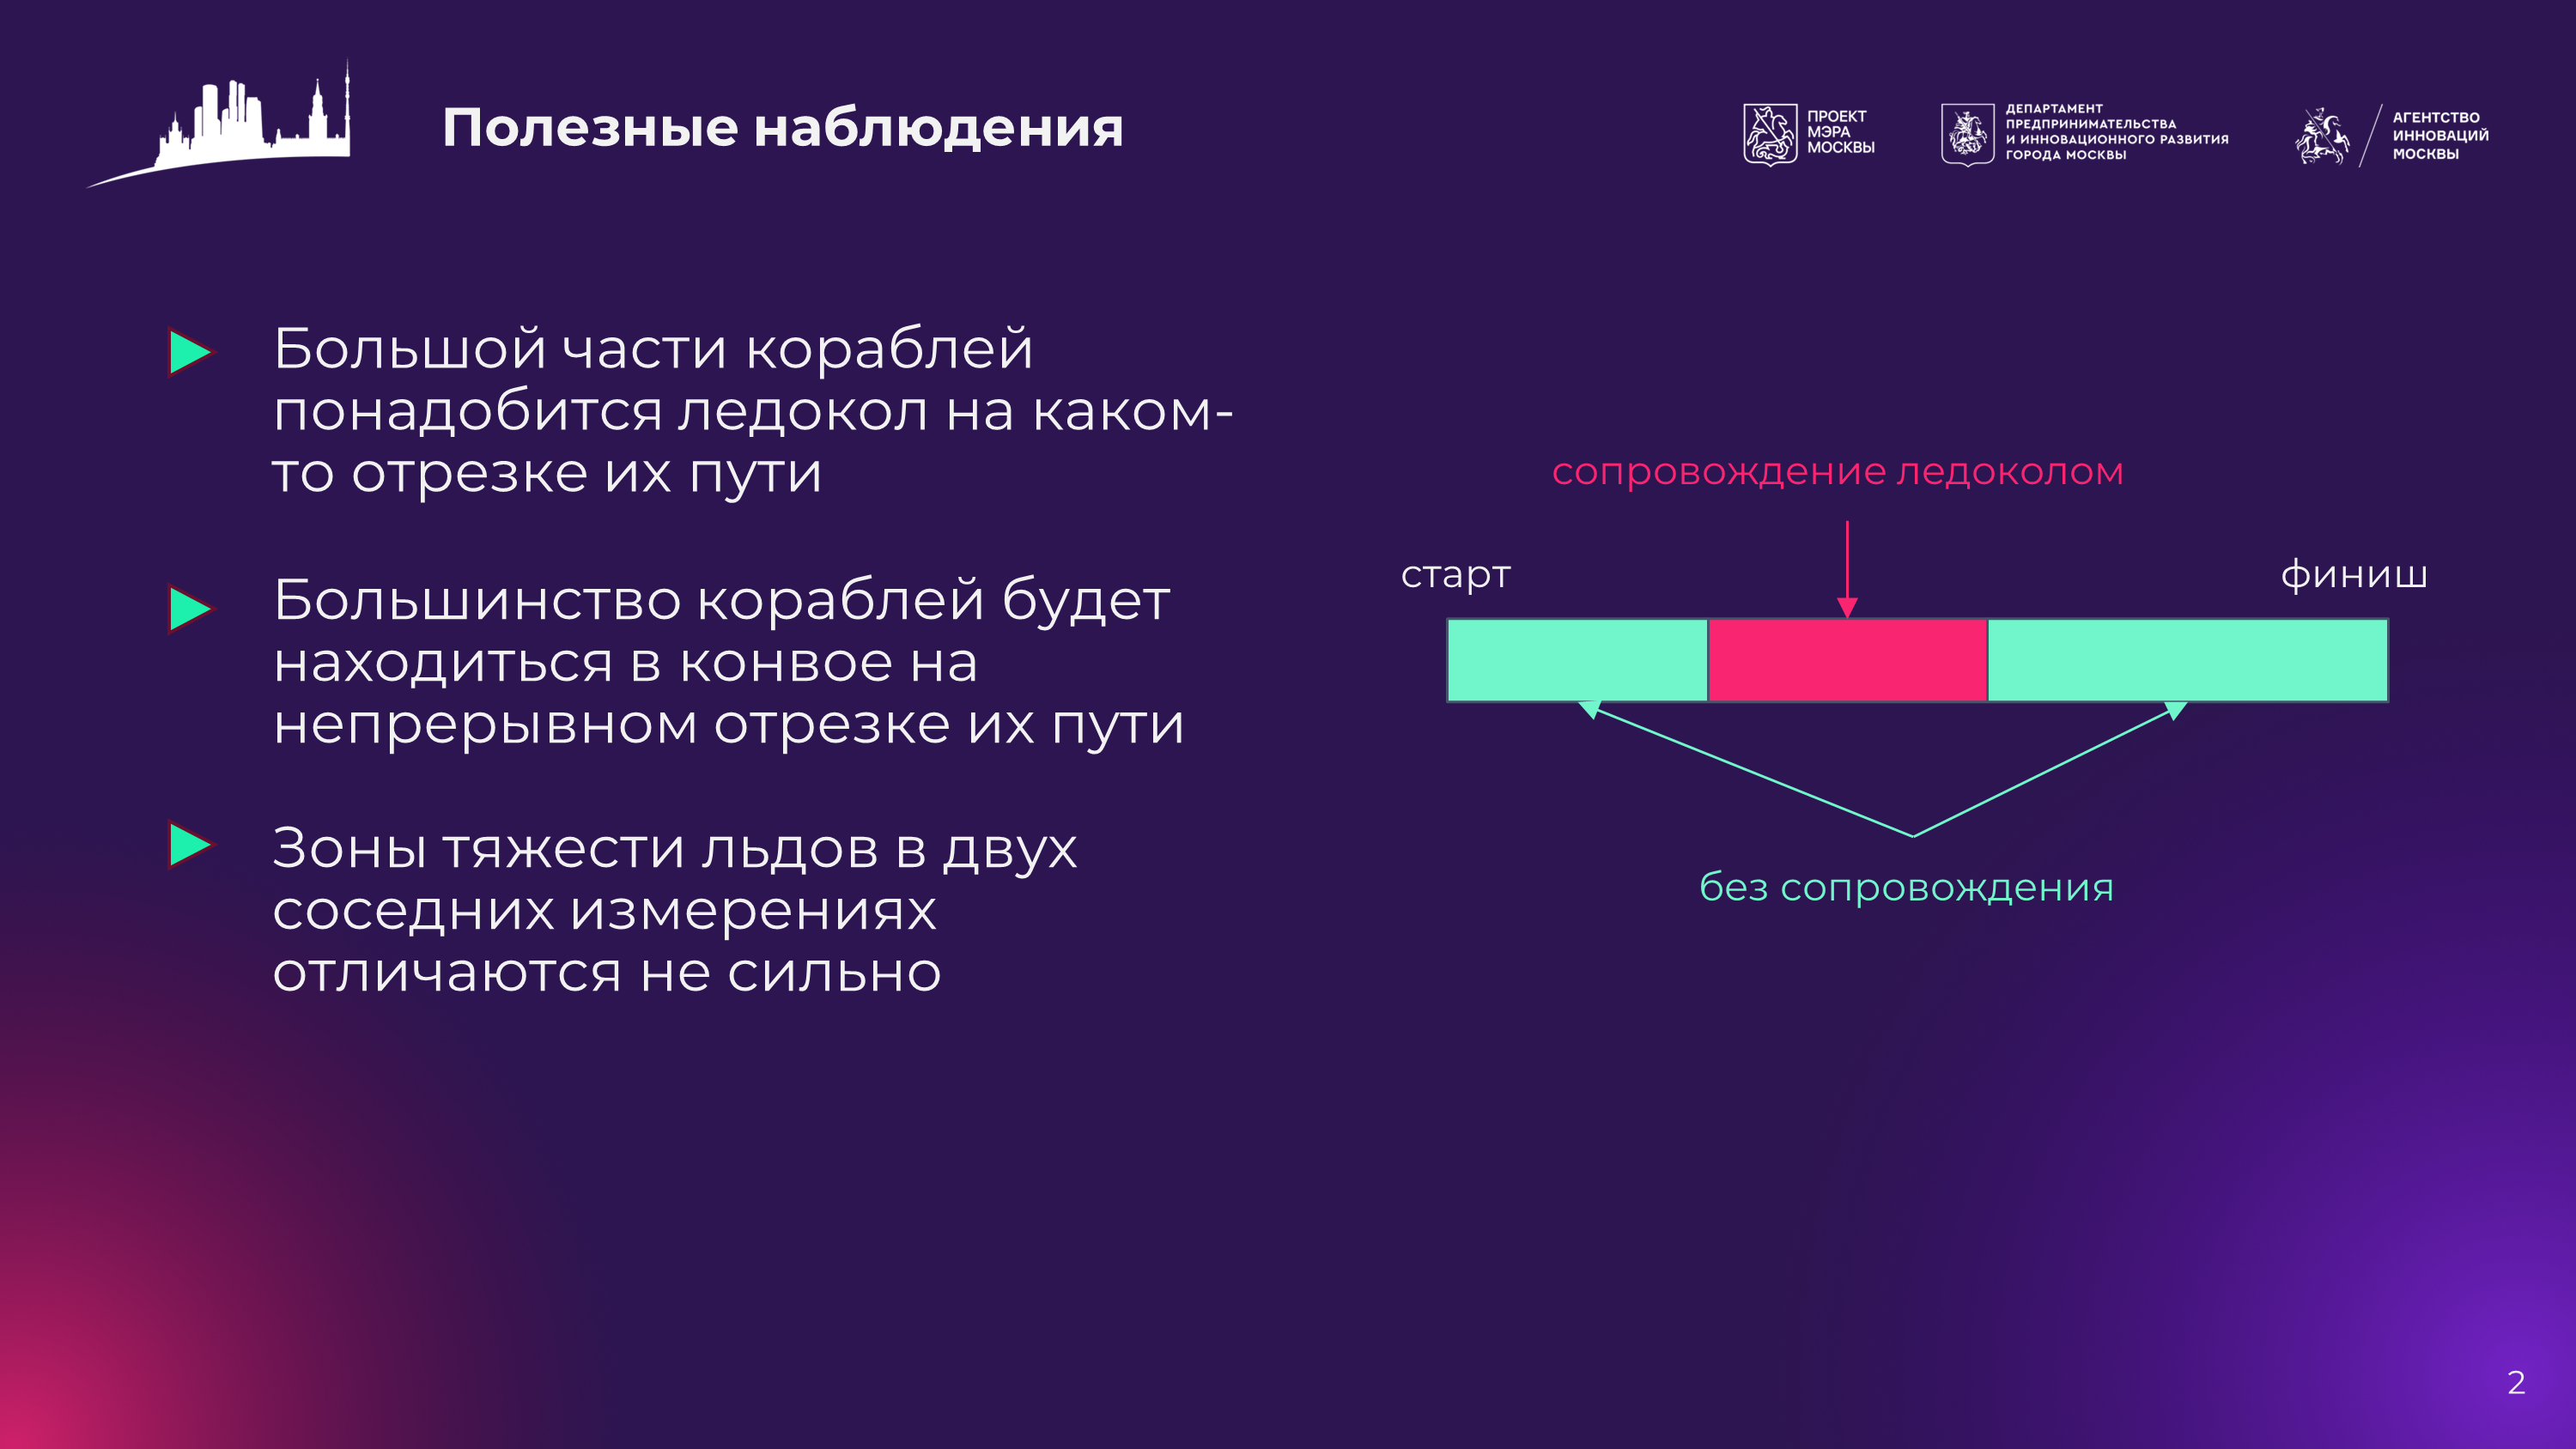 Полезные наблюдения
ПРОЕКТ
МЭРА
МОСКВЫ
ДЕПАРТАМЕНТ
ПРЕДПРИНИМАТЕЛЬСТВА
И ИННОВАЦИОННОГО РАЗВИТИЯ
ГОРОДА МОСКВЫ
АГЕНТСТВО
ИННОВАЦИЙ
МОСКВЫ
Большой части кораблей
понадобится ледокол на каком-
то отрезке их пути
Большинство кораблей будет
находиться в конвое на
непрерывном отрезке их пути
Зоны тяжести льдов в двух
соседних измерениях
отличаются не сильно
сопровождение ледоколом
старт
финиш
без сопровождения
2